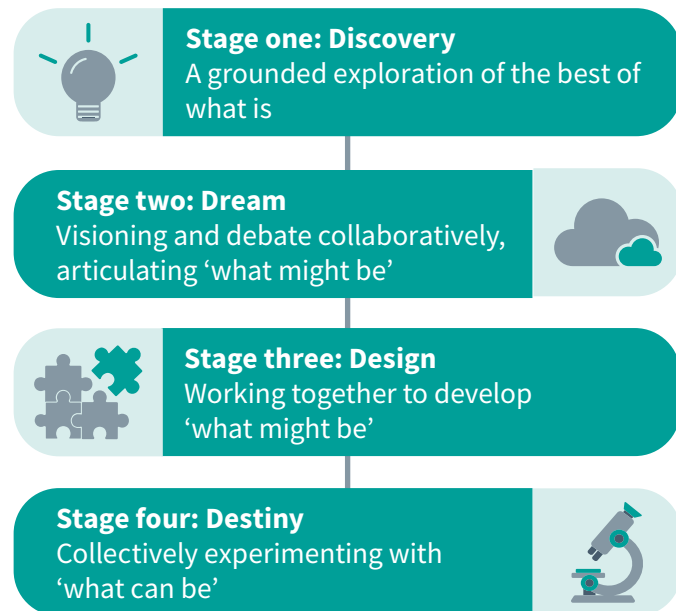 Stage one: Discovery
A grounded exploration of the best of
what is
Stage two: Dream
Visioning and debate collaboratively,
articulating ‘what might be’
Stage three: Design
Working together to develop
‘what might be’
Stage four: Destiny
Collectively experimenting with
‘what can be’